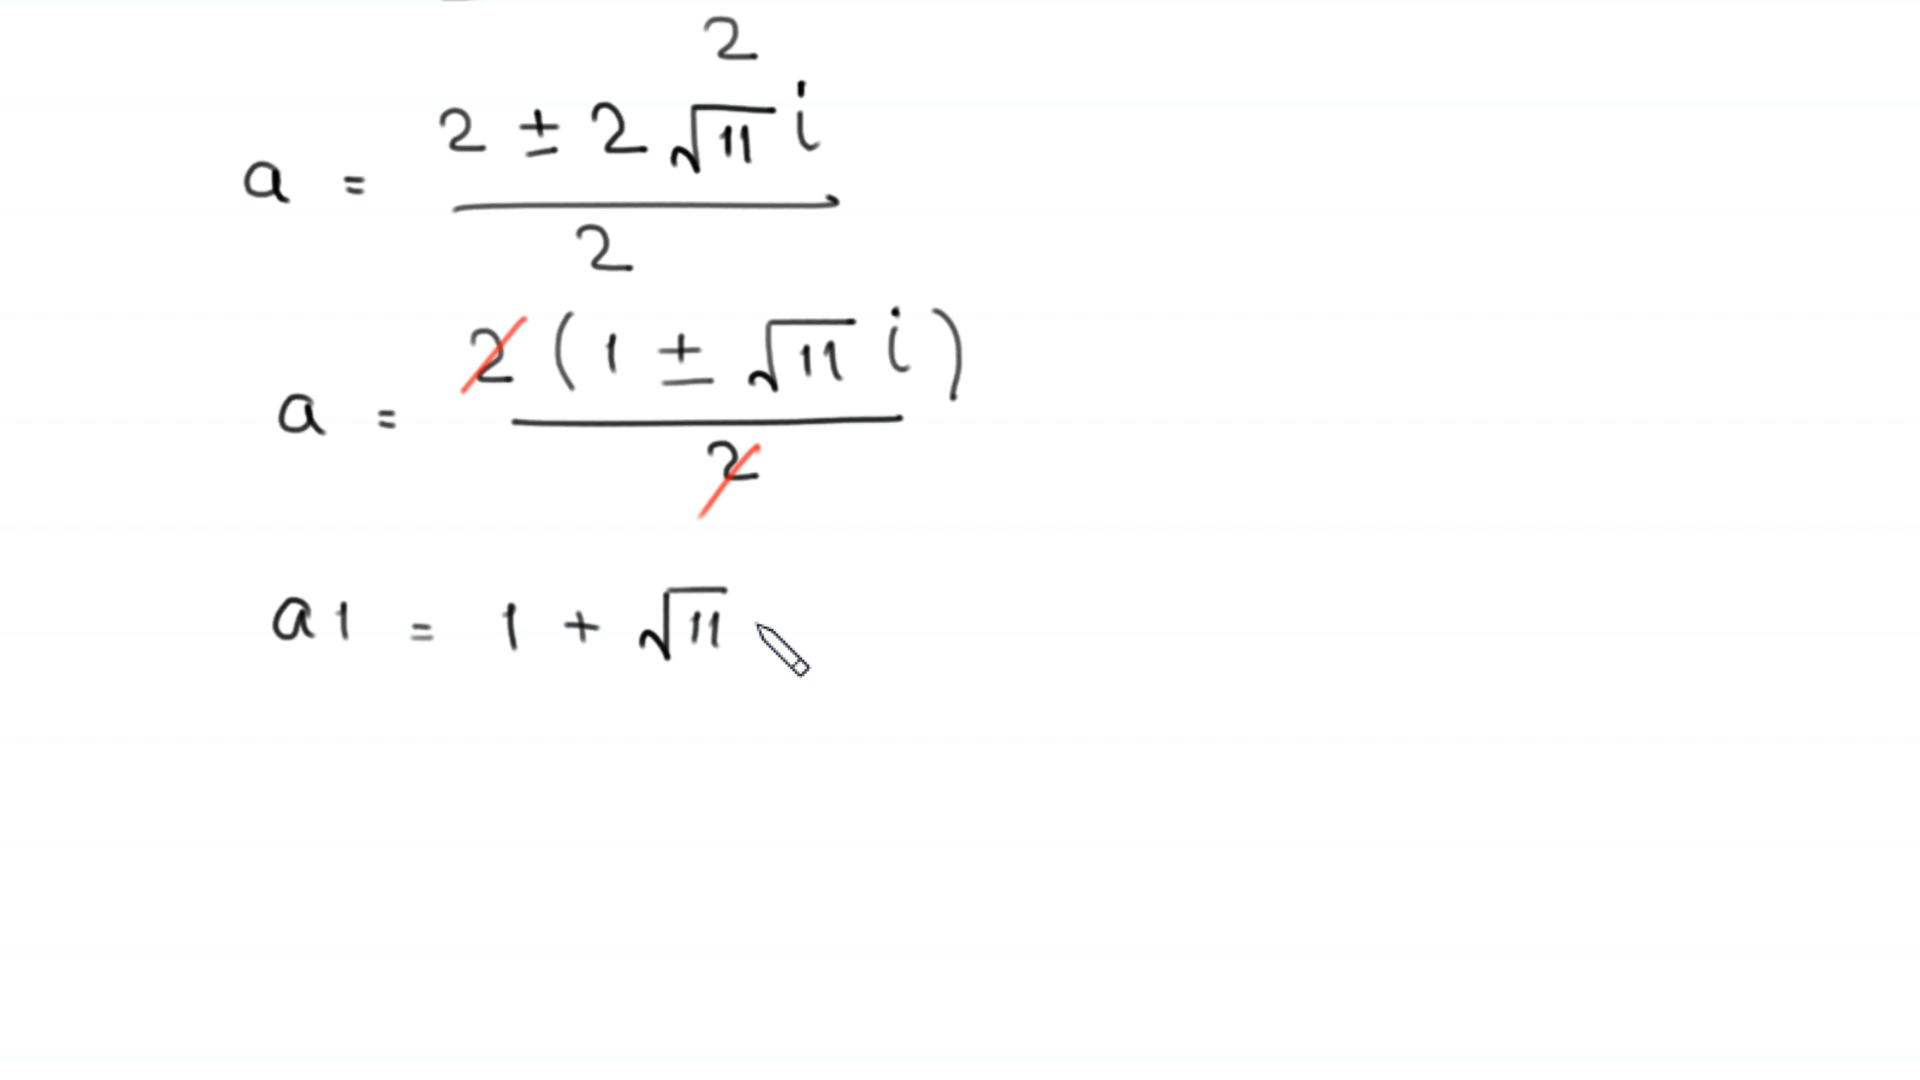 2
a = 2 ± 2 √11 i
2
a = 2 ( 1 ± √11 i )
2
a1 = 1 + √11